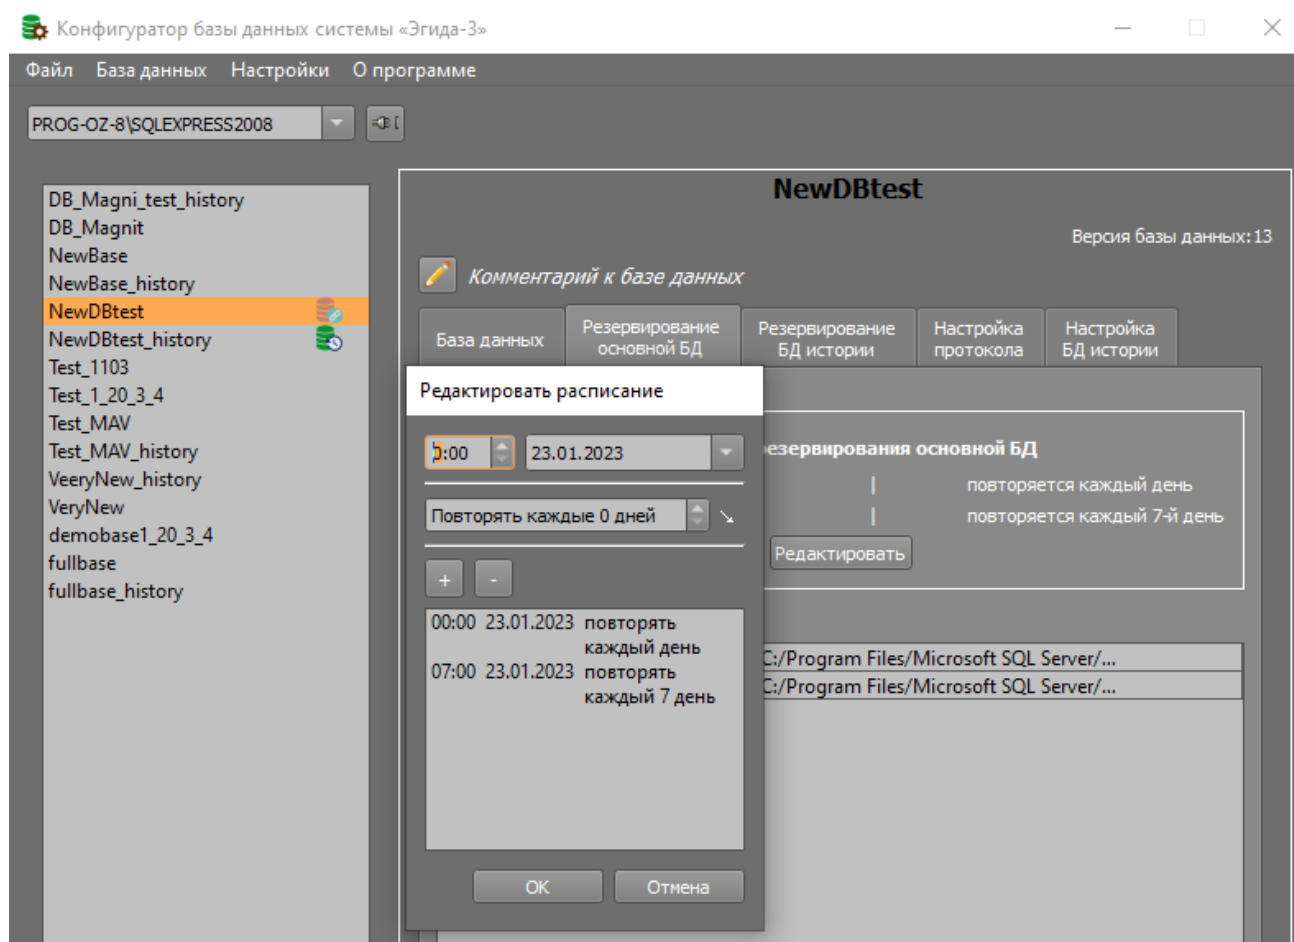 Конфигуратор базы данных системы «Эгида-3»
Файл База данных Настройки О программе
PROG-OZ-8\SQLEXPRESS2008
DB_Magni_test_history
DB_Magnit
NewBase
NewBase_history
NewDBtest
NewDBtest_history
Test_1103
Test_1_20_3_4
Test_MAV
Test_MAV_history
VeeryNew_history
VeryNew
demobase1_20_3_4
fullbase
fullbase_history
NewDBtest
Версия базы данных:13
Комментарий к базе данных
База данных
Резервирование
основной БД
Резервирование
БД истории
Настройка
протокола
Настройка
БД истории
Редактировать расписание
0:00 23.01.2023
Повторять каждые 0 дней
+ -
00:00 23.01.2023 повторять
каждый день
07:00 23.01.2023 повторять
каждый 7 день
OK Отмена
резервирования основной БД
| повторяется каждый день
| повторяется каждый 7-й день
Редактировать
C:/Program Files/Microsoft SQL Server/...
C:/Program Files/Microsoft SQL Server/...